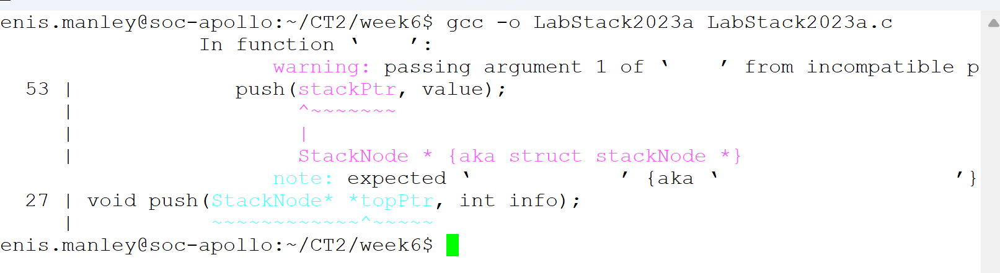 enis.manley@soc-apollo:~/CT2/week6$ gcc -o LabStack2023a LabStack2023a.c
In function ‘    ’:
warning: passing argument 1 of ‘    ’ from incompatible p
53 |             push(stackPtr, value);
|                  ^~~~~~~~
|                  |
|                  StackNode * {aka struct stackNode *}
note: expected ‘            ’ {aka ‘                   ’}
27 | void push(StackNode* *topPtr, int info);
|           ~~~~~~~~~~~~^~~~~~
enis.manley@soc-apollo:~/CT2/week6$